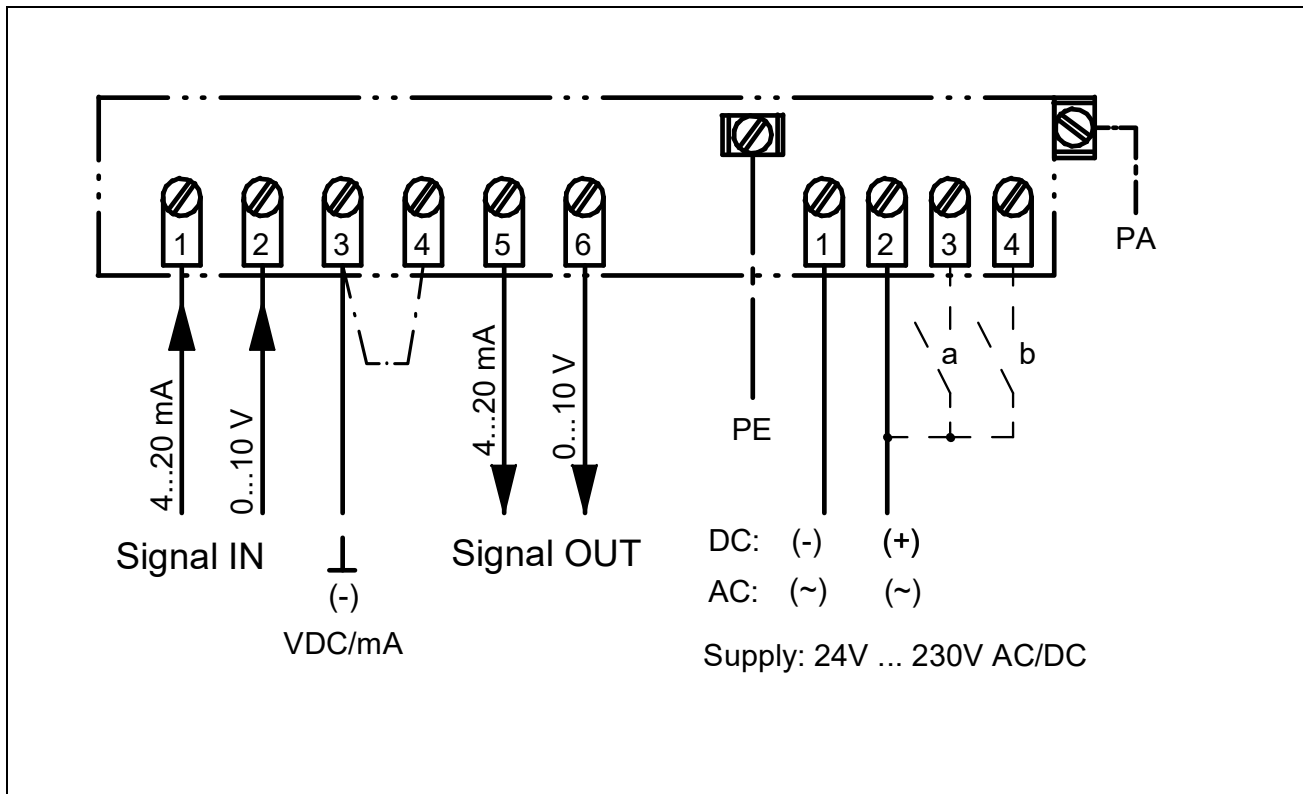 PA
1 2 3 4 5 6 1 2 3 4
4...20 mA
0...10 V
4...20 mA
0...10 V
a b
PE
Signal IN
Signal OUT
(-)
VDC/mA
DC: (-) (+)
AC: (~) (~)
Supply: 24V ... 230V AC/DC